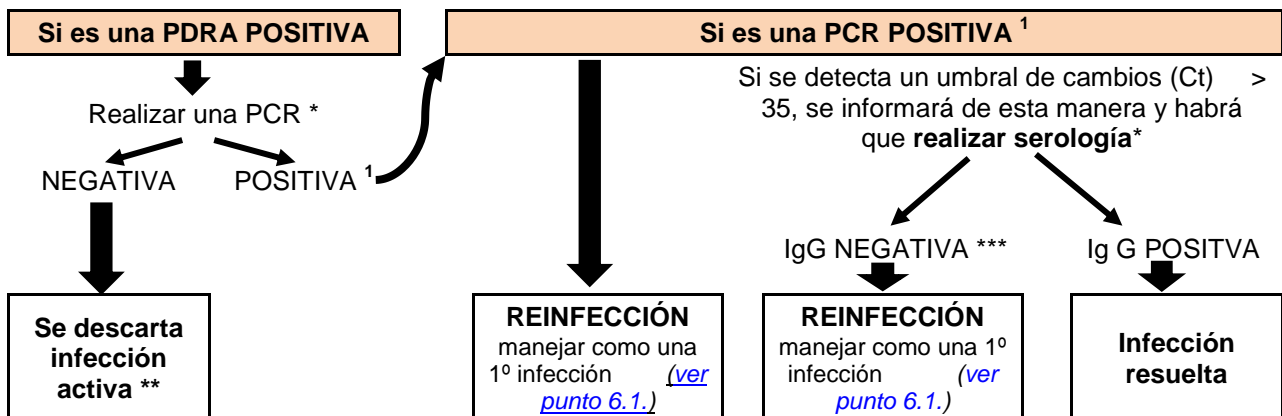 Si es una PDRA POSITIVA
Realizar una PCR *
NEGATIVA
POSITIVA ¹
Se descarta
infección
activa **
Si es una PCR POSITIVA ¹
Si se detecta un umbral de cambios (Ct) >
35, se informará de esta manera y habrá
que realizar serología*
IgG NEGATIVA ***
Ig G POSITVA
REINFECCIÓN
manejar como una
1º infección (ver
punto 6.1.)
REINFECCIÓN
manejar como una 1º
infección (ver
punto 6.1.)
Infección
resuelta